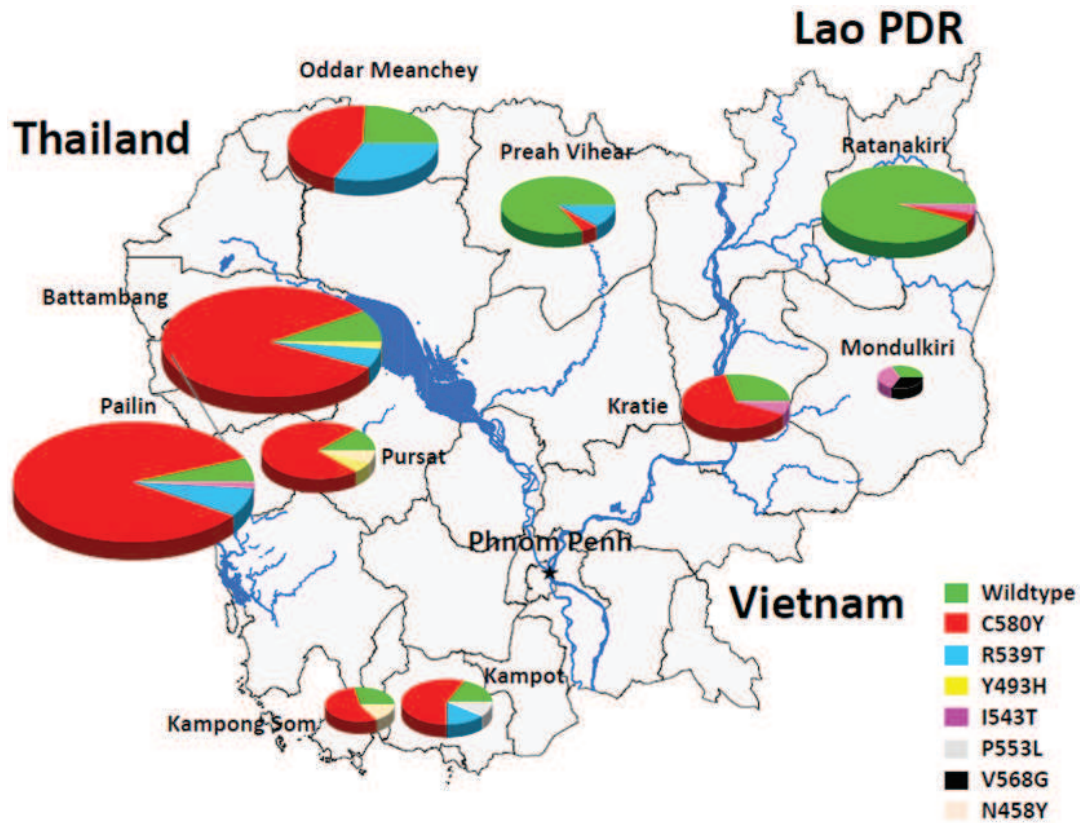 Lao PDR
Oddar Meanchey
Thailand
Preah Vihear
Ratanakiri
Battambang
Mondulkiri
Pailin
Kratie
Pursat
Phnom Penh
Vietnam
Wildtype
C580Y
R539T
Y493H
I543T
P553L
V568G
N458Y
Kampot
Kampong Som